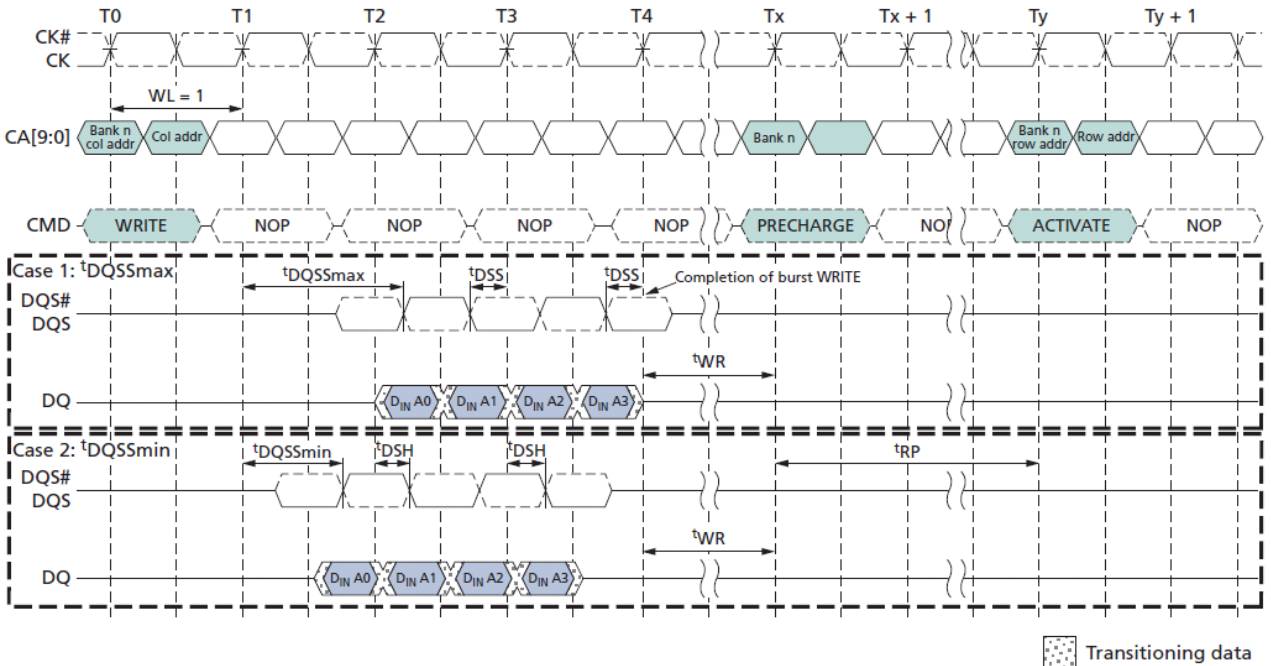 T0 T1 T2 T3 T4 Tx Tx + 1 Ty Ty + 1
CK#
CK
WL = 1
CA[9:0] Bank n col addr Col addr Bank n Bank n row addr Row addr
CMD WRITE NOP NOP NOP NOP PRECHARGE NOP ACTIVATE NOP
Case 1: tDQSSmax
tDQSSmax tDSS tDSS Completion of burst WRITE
DQS#
DQS
tWR
DQ DIN A0 DIN A1 DIN A2 DIN A3
Case 2: tDQSSmin
tDQSSmin tDSH tDSH tRP
DQS#
DQS
tWR
DQ DIN A0 DIN A1 DIN A2 DIN A3
Transitioning data